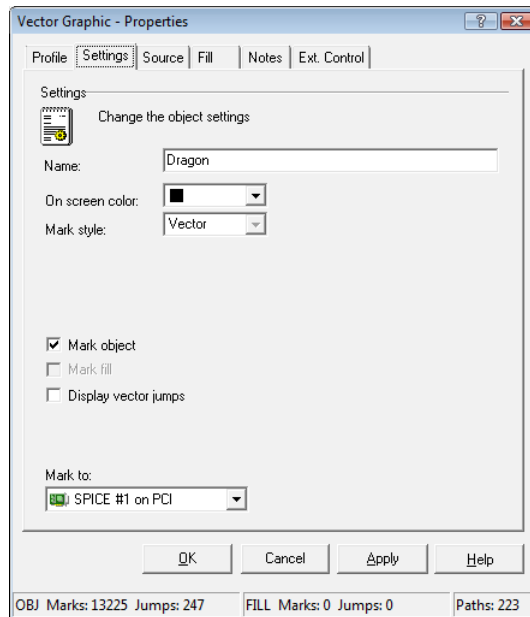 Vector Graphic - Properties
Profile Settings Source Fill Notes Ext. Control
Settings
Change the object settings
Name: Dragon
On screen color:
Mark style: Vector
Mark object
Mark fill
Display vector jumps
Mark to:
SPICE #1 on PCI
OK Cancel Apply Help
OBJ Marks: 13225 Jumps: 247 FILL Marks: 0 Jumps: 0 Paths: 223